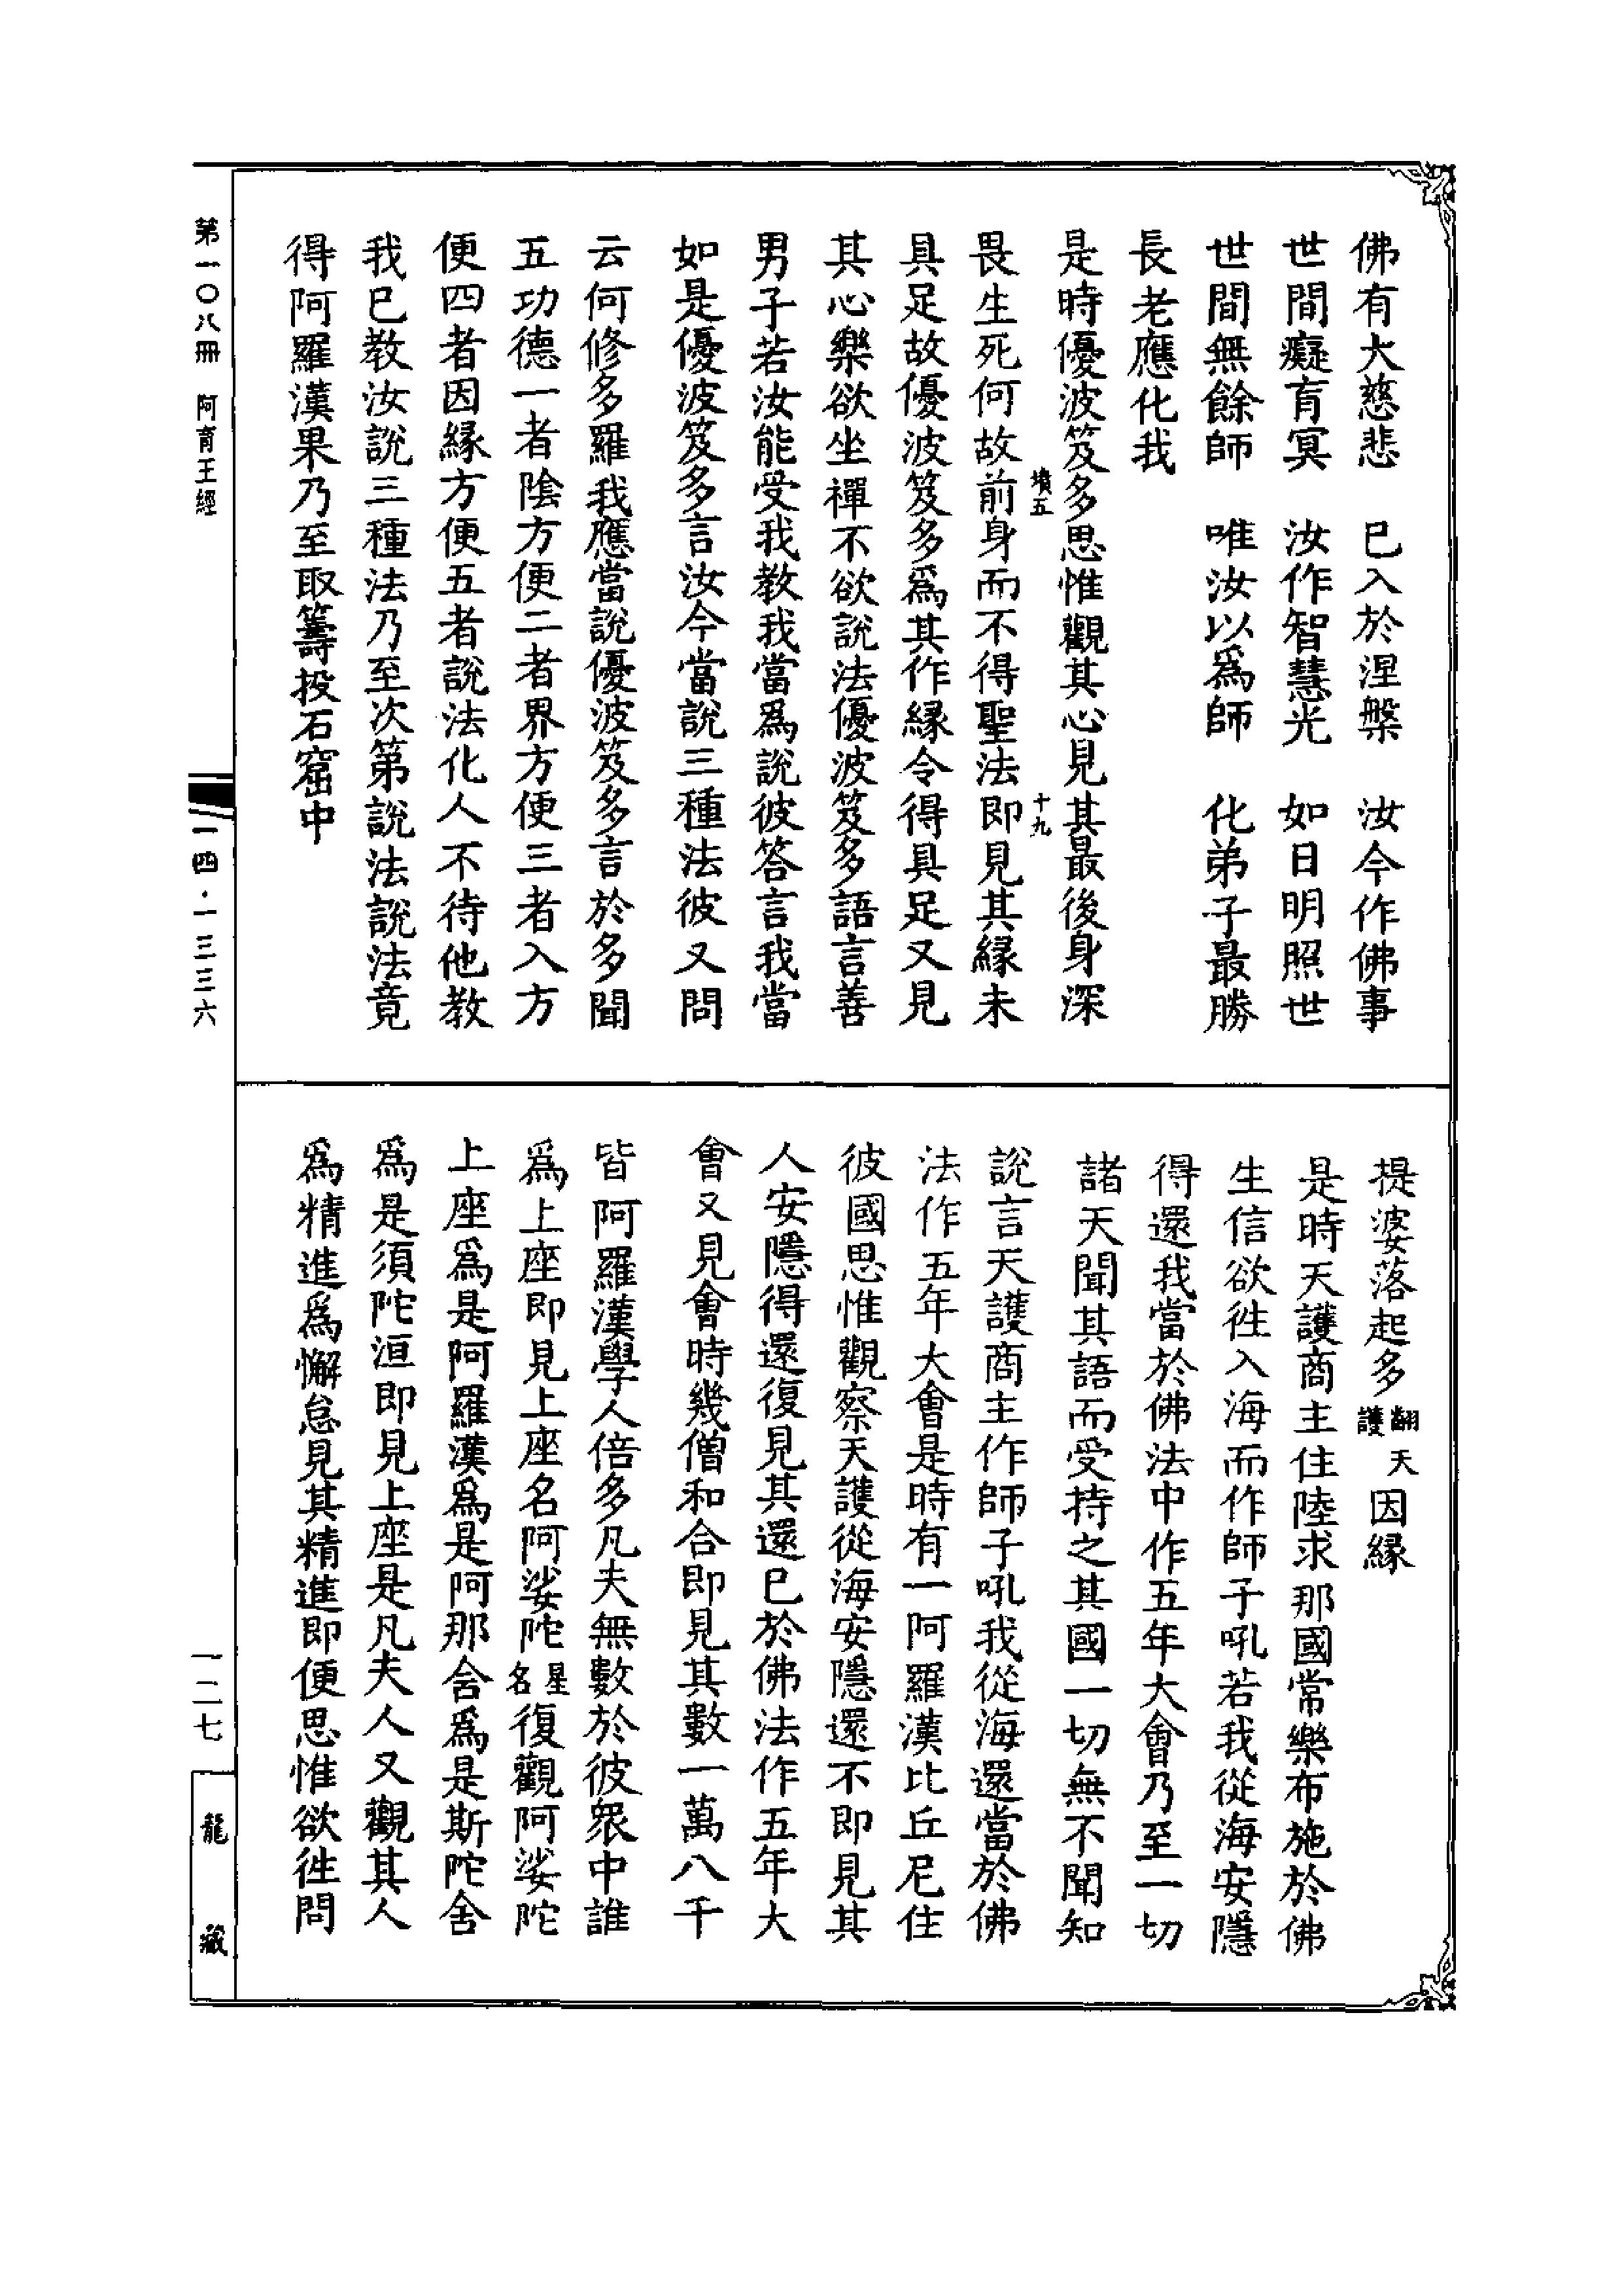 佛有大慈悲　已入於涅槃　汝今作佛事
世間癡盲冥　汝作智慧光　如日明照世
世間無餘師　唯汝以爲師　化弟子最勝
長老應化我
是時優波笈多思惟觀其心見其最後身深
墳五　十九
畏生死何故前身而不得聖法即見其緣未
具足故優波笈多爲其作緣令得具足又見
其心樂欲坐禪不欲說法優波笈多語言善
男子若汝能受我教我當爲說彼答言我當
如是優波笈多言汝今當說三種法彼又問
云何修多羅我應當說優波笈多言於多聞
五功德一者陰方便二者界方便三者入方
便四者因緣方便五者說法化人不待他教
我已教汝說三種法乃至次第說法說法竟
得阿羅漢果乃至取籌投石窟中
提婆落起多翻天護因緣
是時天護商主住陸求那國常樂布施於佛
生信欲徃入海而作師子吼若我從海安隱
得還我當於佛法中作五年大會乃至一切
諸天聞其語而受持之其國一切無不聞知
說言天護商主作師子吼我從海還當於佛
法作五年大會是時有一阿羅漢比丘尼住
彼國思惟觀察天護從海安隱還不即見其
人安隱得還復見其還已於佛法作五年大
會又見會時幾僧和合即見其數一萬八千
皆阿羅漢學人倍多凡夫無數於彼衆中誰
爲上座即見上座名阿娑陀星名復觀阿娑陀
上座爲是阿羅漢爲是阿那含爲是斯陀含
爲是須陀洹即見上座是凡夫人又觀其人
爲精進爲懈怠見其精進即便思惟欲徃問
第一〇八冊　阿育王經
一四·一三三六
一二七
龍藏